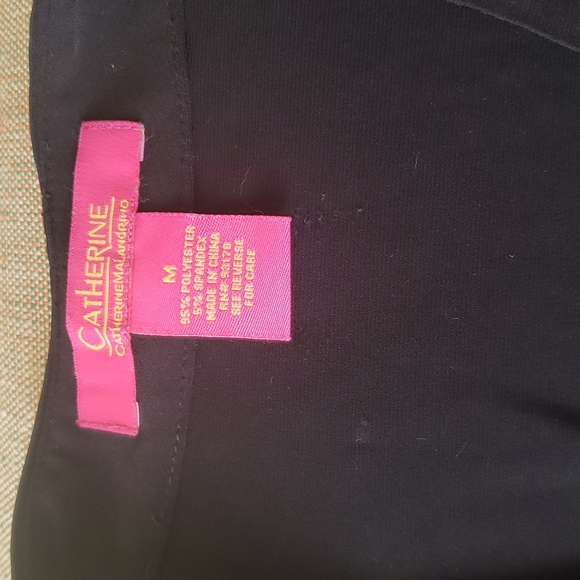 CATHERINE
CATHERINEMALANDRINO
M
95% POLYESTER
5% SPANDEX
MADE IN CHINA
RN# 93178
SEE REVERSE
FOR CARE